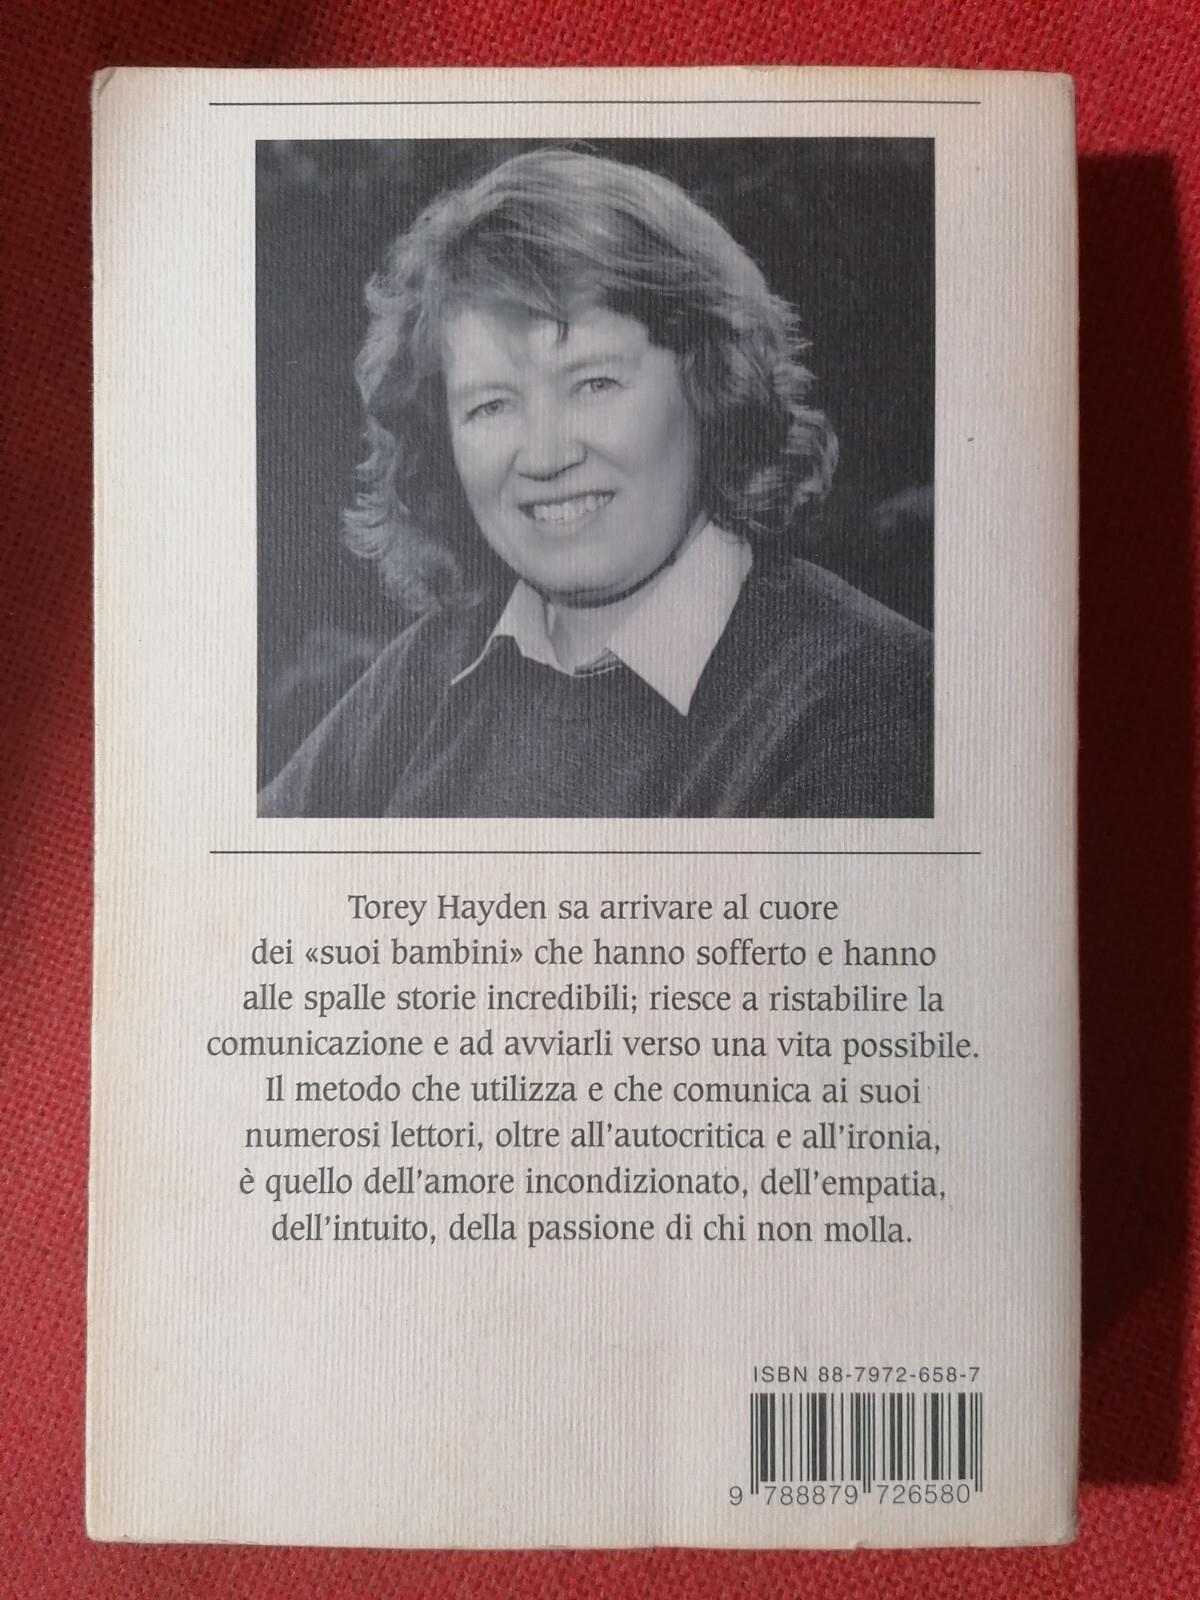 Torey Hayden sa arrivare al cuore
dei «suoi bambini» che hanno sofferto e hanno
alle spalle storie incredibili; riesce a ristabilire la
comunicazione e ad avviarli verso una vita possibile.
Il metodo che utilizza e che comunica ai suoi
numerosi lettori, oltre all'autocritica e all'ironia,
è quello dell'amore incondizionato, dell'empatia,
dell'intuito, della passione di chi non molla.
ISBN 88-7972-658-7
9 788879 726580